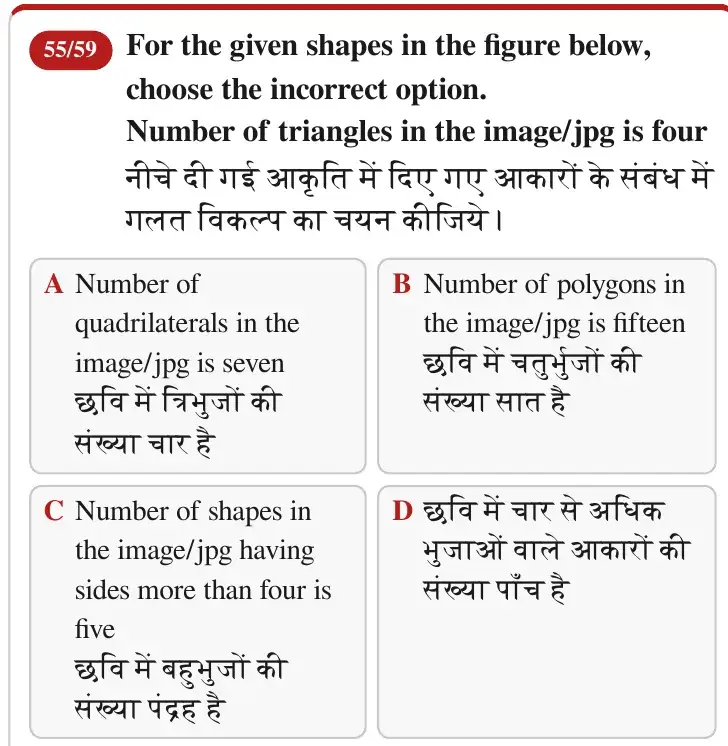 55/59 For the given shapes in the figure below,
choose the incorrect option.
Number of triangles in the image/jpg is four
नीचे दी गई आकृति में दिए गए आकारों के संबंध में
गलत विकल्प का चयन कीजिये।
A Number of
quadrilaterals in the
image/jpg is seven
छवि में त्रिभुजों की
संख्या चार है
B Number of polygons in
the image/jpg is fifteen
छवि में चतुर्भुजों की
संख्या सात है
C Number of shapes in
the image/jpg having
sides more than four is
five
छवि में बहुभुजों की
संख्या पंद्रह है
D छवि में चार से अधिक
भुजाओं वाले आकारों की
संख्या पाँच है